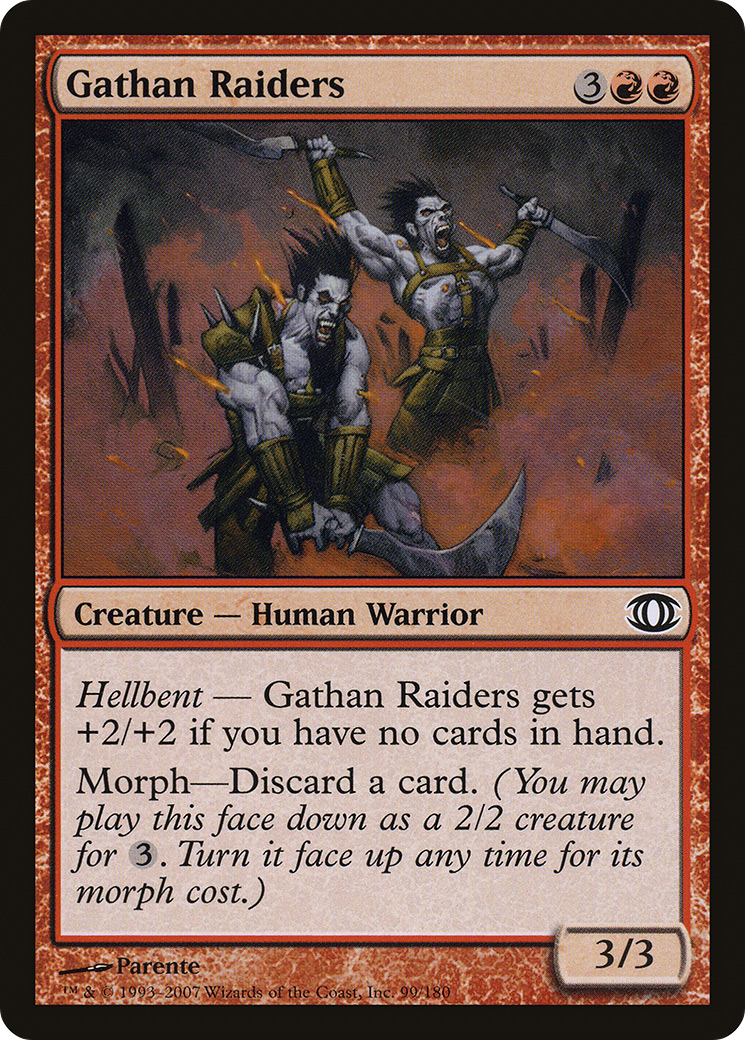 Gathan Raiders 3
Creature — Human Warrior
Hellbent — Gathan Raiders gets
+2/+2 if you have no cards in hand.
Morph—Discard a card. (You may
play this face down as a 2/2 creature
for 3. Turn it face up any time for its
morph cost.)
3/3
Parente
™ & © 1993–2007 Wizards of the Coast, Inc. 99/180